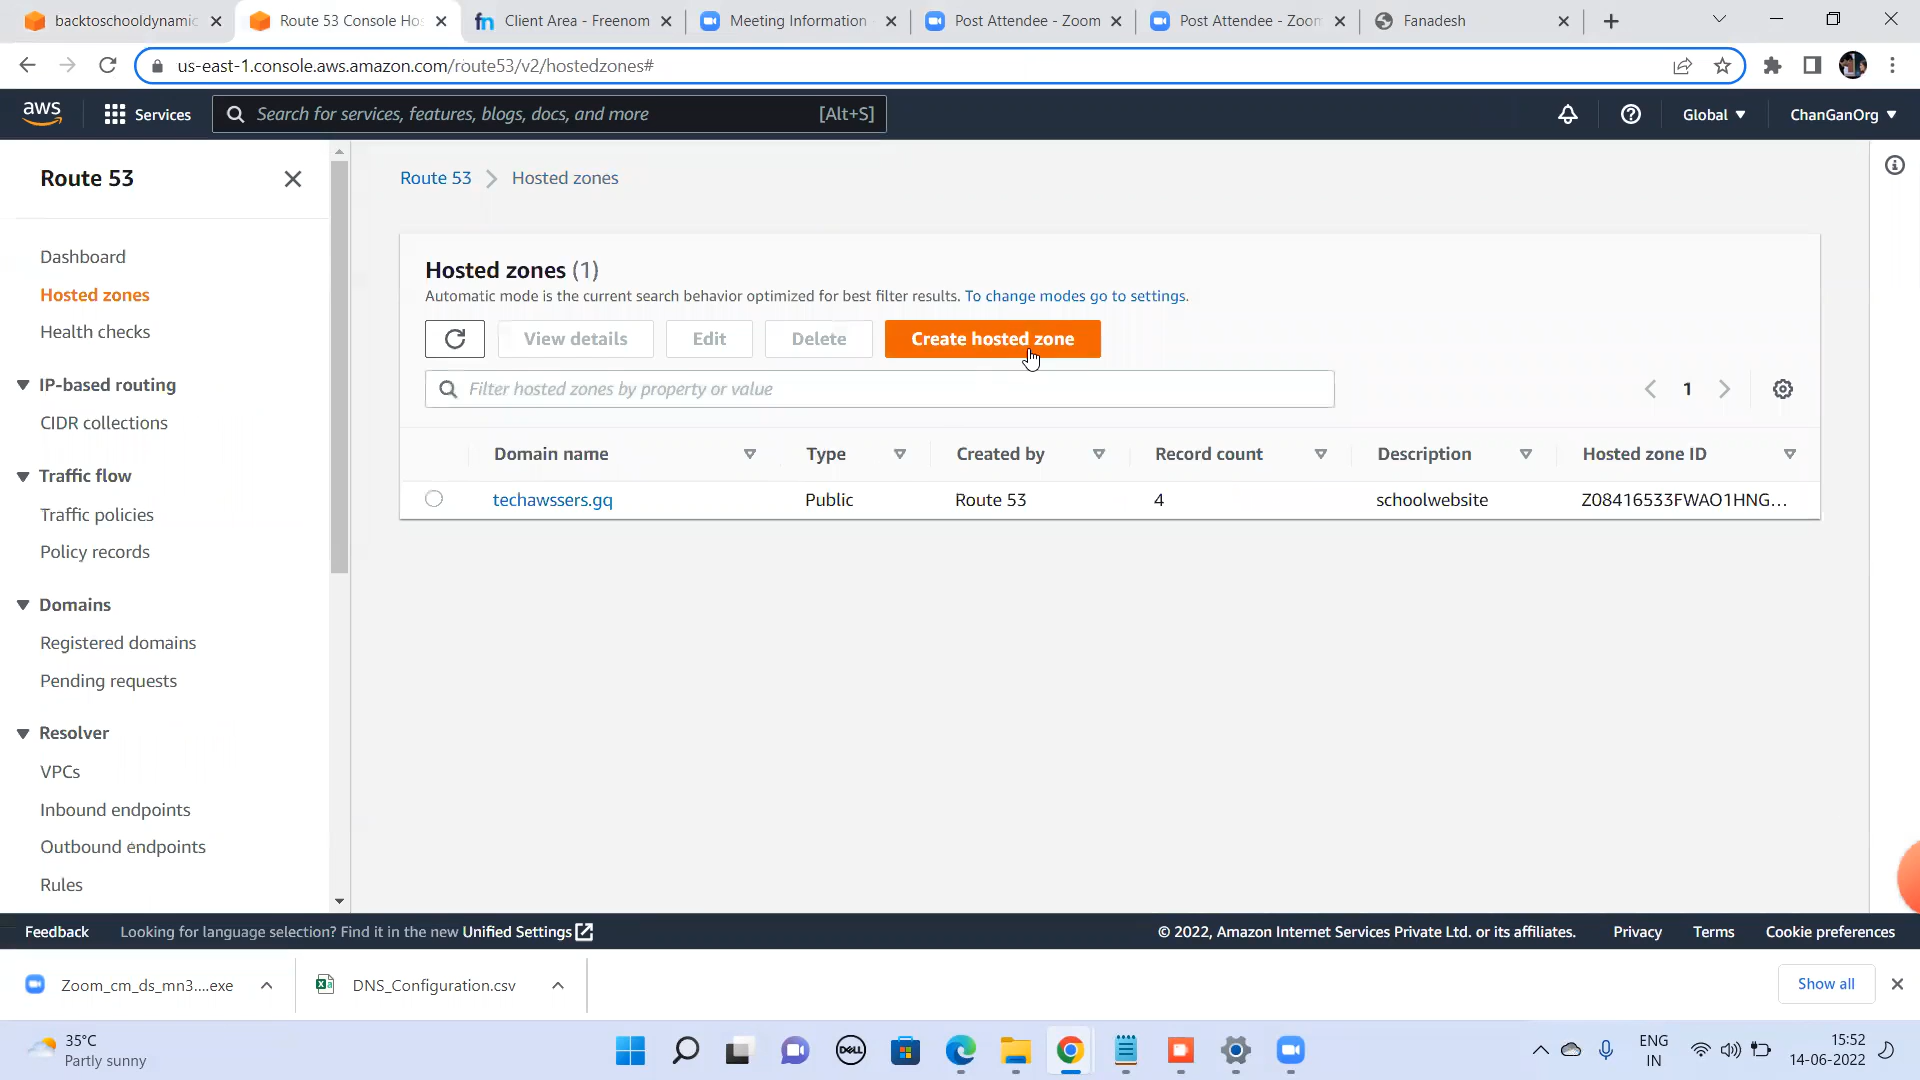 backtoschooldynamic
Route 53 Console Hos
fn Client Area - Freenom
Meeting Information -
Post Attendee - Zoom
Post Attendee - Zoom
Fanadesh
us-east-1.console.aws.amazon.com/route53/v2/hostedzones#
aws
Services
Search for services, features, blogs, docs, and more
[Alt+S]
Global
ChanGanOrg
Route 53
Dashboard
Hosted zones
Health checks
IP-based routing
CIDR collections
Traffic flow
Traffic policies
Policy records
Domains
Registered domains
Pending requests
Resolver
VPCs
Inbound endpoints
Outbound endpoints
Rules
Route 53 > Hosted zones
Hosted zones (1)
Automatic mode is the current search behavior optimized for best filter results. To change modes go to settings.
View details
Edit
Delete
Create hosted zone
Filter hosted zones by property or value
1
Domain name Type Created by Record count Description Hosted zone ID
techawssers.gq Public Route 53 4 schoolwebsite Z08416533FWAO1HNG...
Feedback
Looking for language selection? Find it in the new Unified Settings
© 2022, Amazon Internet Services Private Ltd. or its affiliates.
Privacy
Terms
Cookie preferences
Zoom_cm_ds_mn3....exe
DNS_Configuration.csv
Show all
35°C
Partly sunny
DELL
ENG
IN
15:52
14-06-2022